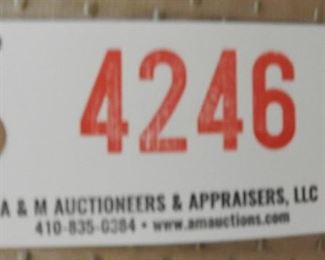 4246
A & M AUCTIONEERS & APPRAISERS, LLC
410-835-0384 • www.amauctions.com